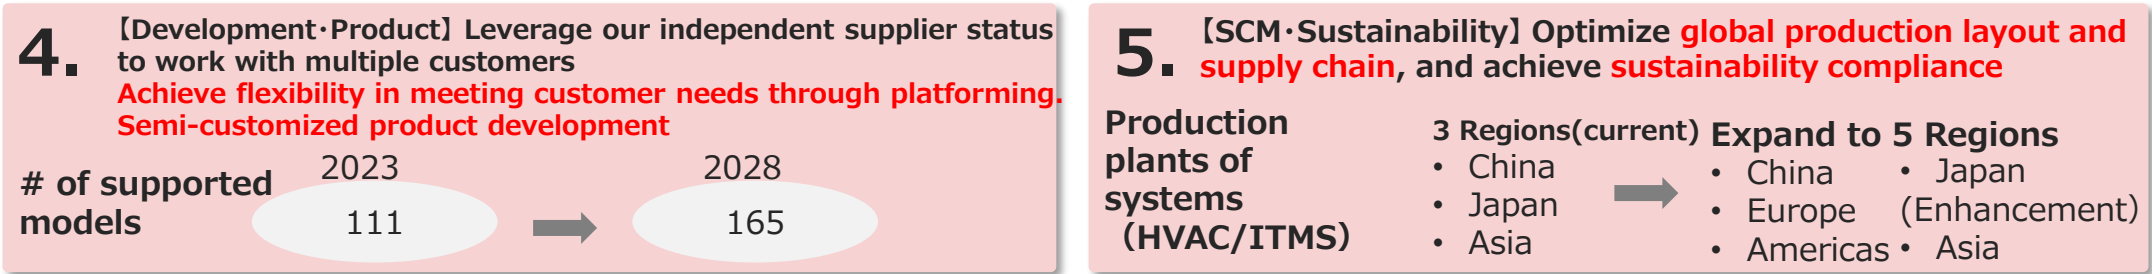 4.
【Development･Product】 Leverage our independent supplier status
to work with multiple customers
Achieve flexibility in meeting customer needs through platforming.
Semi-customized product development
# of supported
models
2023
111
2028
165
5.
【SCM･Sustainability】 Optimize global production layout and
supply chain, and achieve sustainability compliance
Production
plants of
systems
（HVAC/ITMS）
3 Regions(current)
• China
• Japan
• Asia
Expand to 5 Regions
• China
• Europe
• Americas
• Japan
(Enhancement)
• Asia